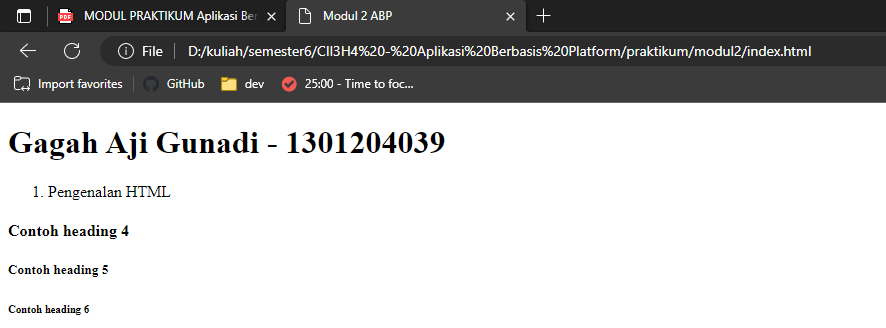 MODUL PRAKTIKUM Aplikasi Ber
Modul 2 ABP
File
D:/kuliah/semester6/CII3H4%20-%20Aplikasi%20Berbasis%20Platform/praktikum/modul2/index.html
Import favorites
GitHub
dev
25:00 - Time to foc...
Gagah Aji Gunadi - 1301204039
1. Pengenalan HTML
Contoh heading 4
Contoh heading 5
Contoh heading 6